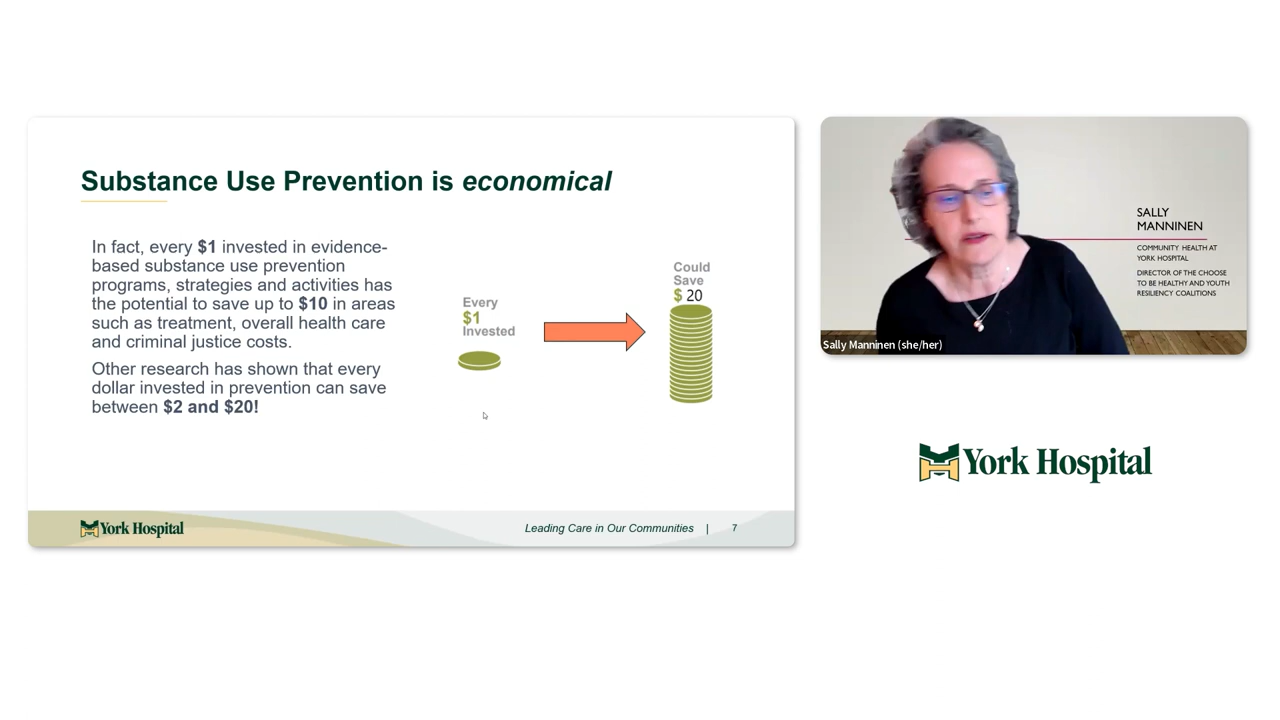 Substance Use Prevention is economical
In fact, every $1 invested in evidence-
based substance use prevention
programs, strategies and activities has
the potential to save up to $10 in areas
such as treatment, overall health care
and criminal justice costs.
Other research has shown that every
dollar invested in prevention can save
between $2 and $20!
Every
$1
Invested
Could
Save
$ 20
York Hospital
Leading Care in Our Communities | 7
SALLY
MANNINEN
COMMUNITY HEALTH AT
YORK HOSPITAL
DIRECTOR OF THE CHOOSE
TO BE HEALTHY AND YOUTH
RESILIENCY COALITIONS
Sally Manninen (she/her)
York Hospital